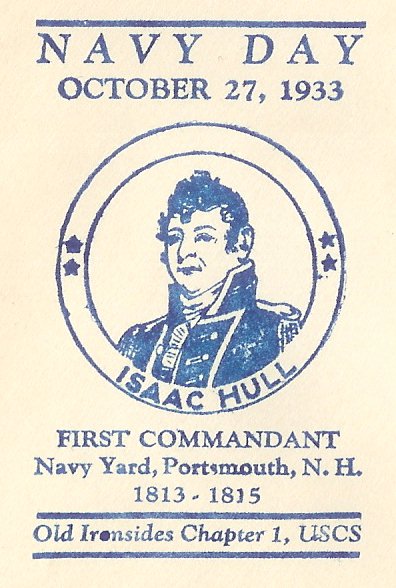 NAVY DAY
OCTOBER 27, 1933
ISAAC HULL
FIRST COMMANDANT
Navy Yard, Portsmouth, N. H.
1813 - 1815
Old Ironsides Chapter 1, USCS